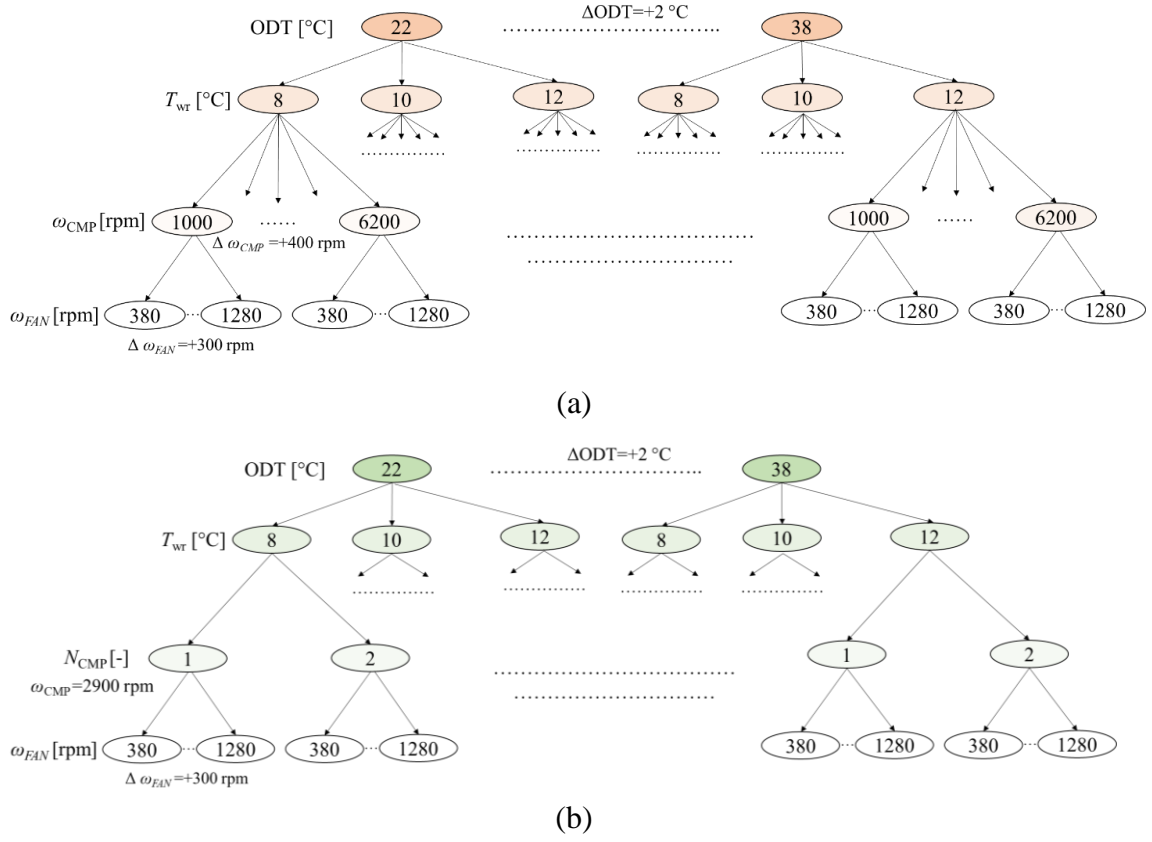 ODT [°C] 22 ΔODT=+2 °C 38
Twr [°C] 8 10 12 8 10 12
ωCMP [rpm] 1000 ...... 6200 1000 ...... 6200
Δ ωCMP =+400 rpm
ωFAN [rpm] 380 ... 1280 380 ... 1280 380 ... 1280 380 ... 1280
Δ ωFAN =+300 rpm
(a)
ODT [°C] 22 ΔODT=+2 °C 38
Twr [°C] 8 10 12 8 10 12
NCMP [-] 1 2 1 2
ωCMP=2900 rpm
ωFAN [rpm] 380 ... 1280 380 ... 1280 380 ... 1280 380 ... 1280
Δ ωFAN =+300 rpm
(b)